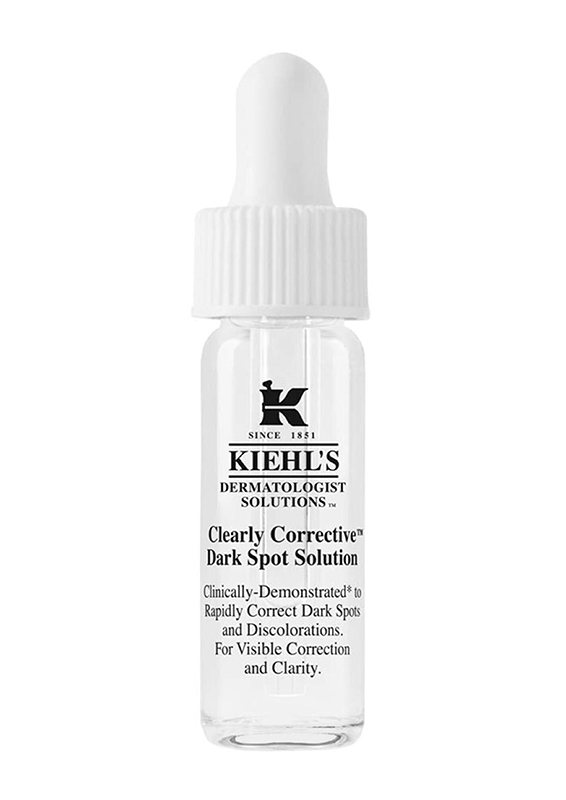 K
SINCE 1851
KIEHL'S
DERMATOLOGIST
SOLUTIONS™
Clearly Corrective™
Dark Spot Solution
Clinically-Demonstrated* to
Rapidly Correct Dark Spots
and Discolorations.
For Visible Correction
and Clarity.